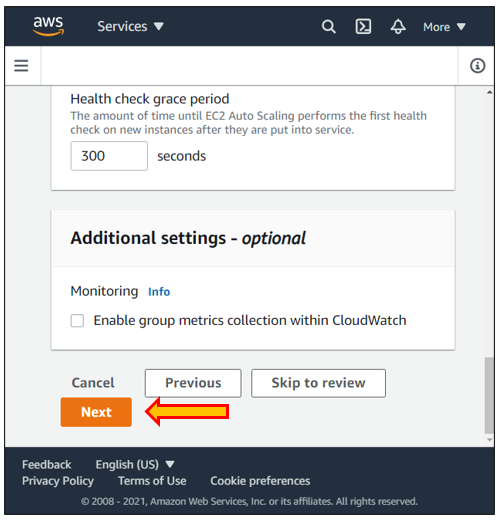 aws
Services ▼
More ▼
Health check grace period
The amount of time until EC2 Auto Scaling performs the first health
check on new instances after they are put into service.
300 seconds
Additional settings - optional
Monitoring Info
Enable group metrics collection within CloudWatch
Cancel Previous Skip to review
Next
Feedback English (US) ▼
Privacy Policy Terms of Use Cookie preferences
© 2008 - 2021, Amazon Web Services, Inc. or its affiliates. All rights reserved.